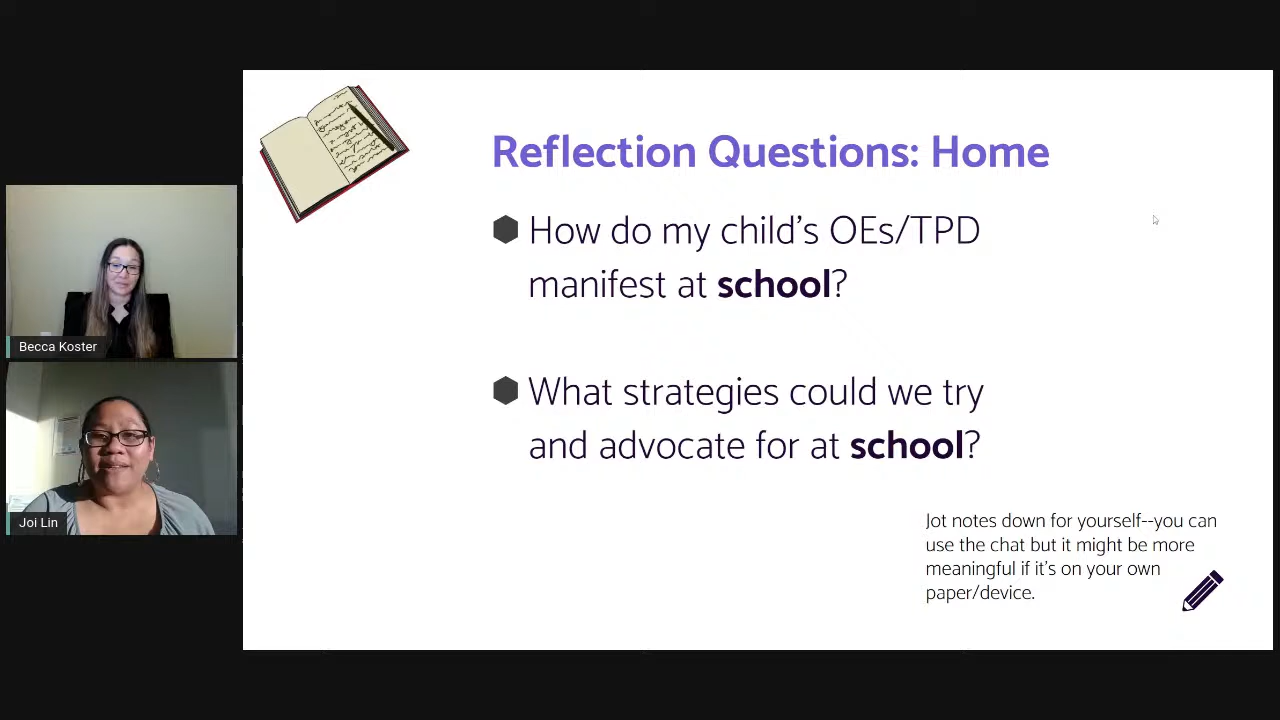 Reflection Questions: Home
How do my child's OEs/TPD
manifest at school?
What strategies could we try
and advocate for at school?
Jot notes down for yourself--you can
use the chat but it might be more
meaningful if it's on your own
paper/device.
Becca Koster
Joi Lin